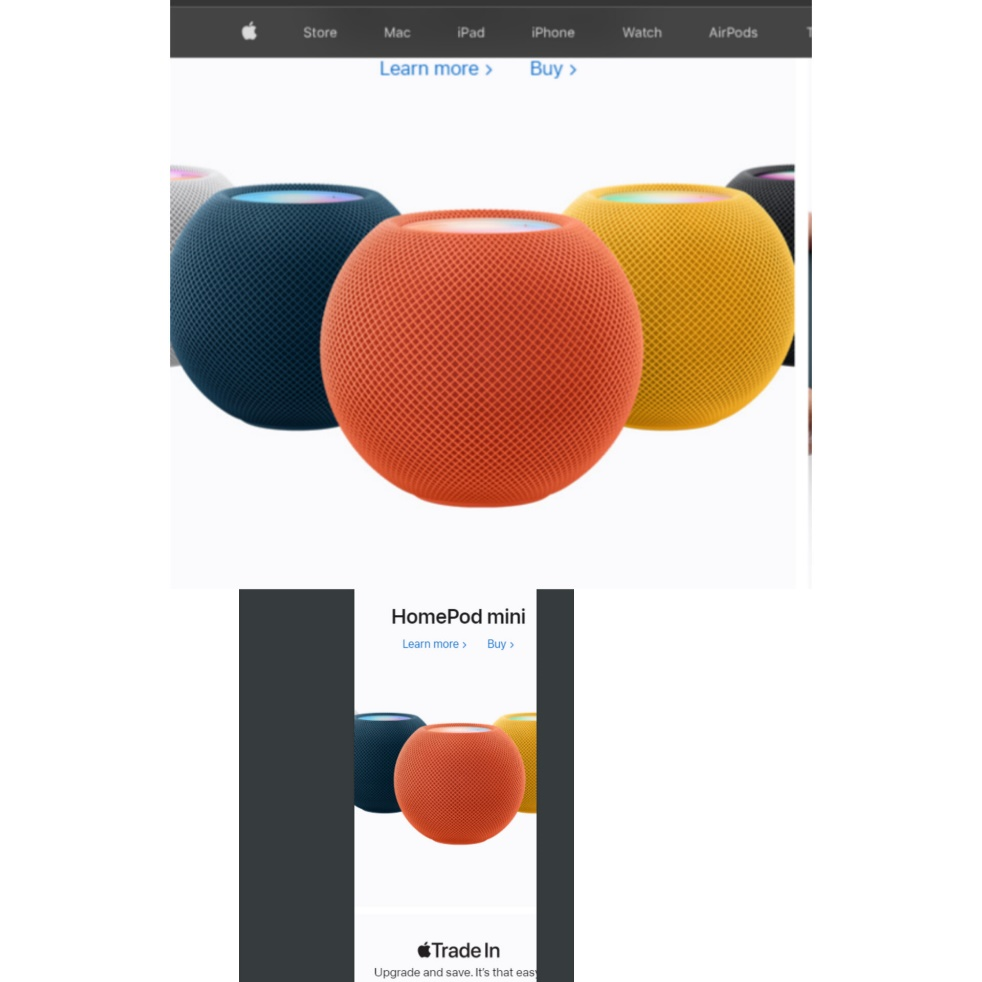 Store Mac iPad iPhone Watch AirPods
Learn more > Buy >
HomePod mini
Learn more > Buy >
Trade In
Upgrade and save. It's that easy